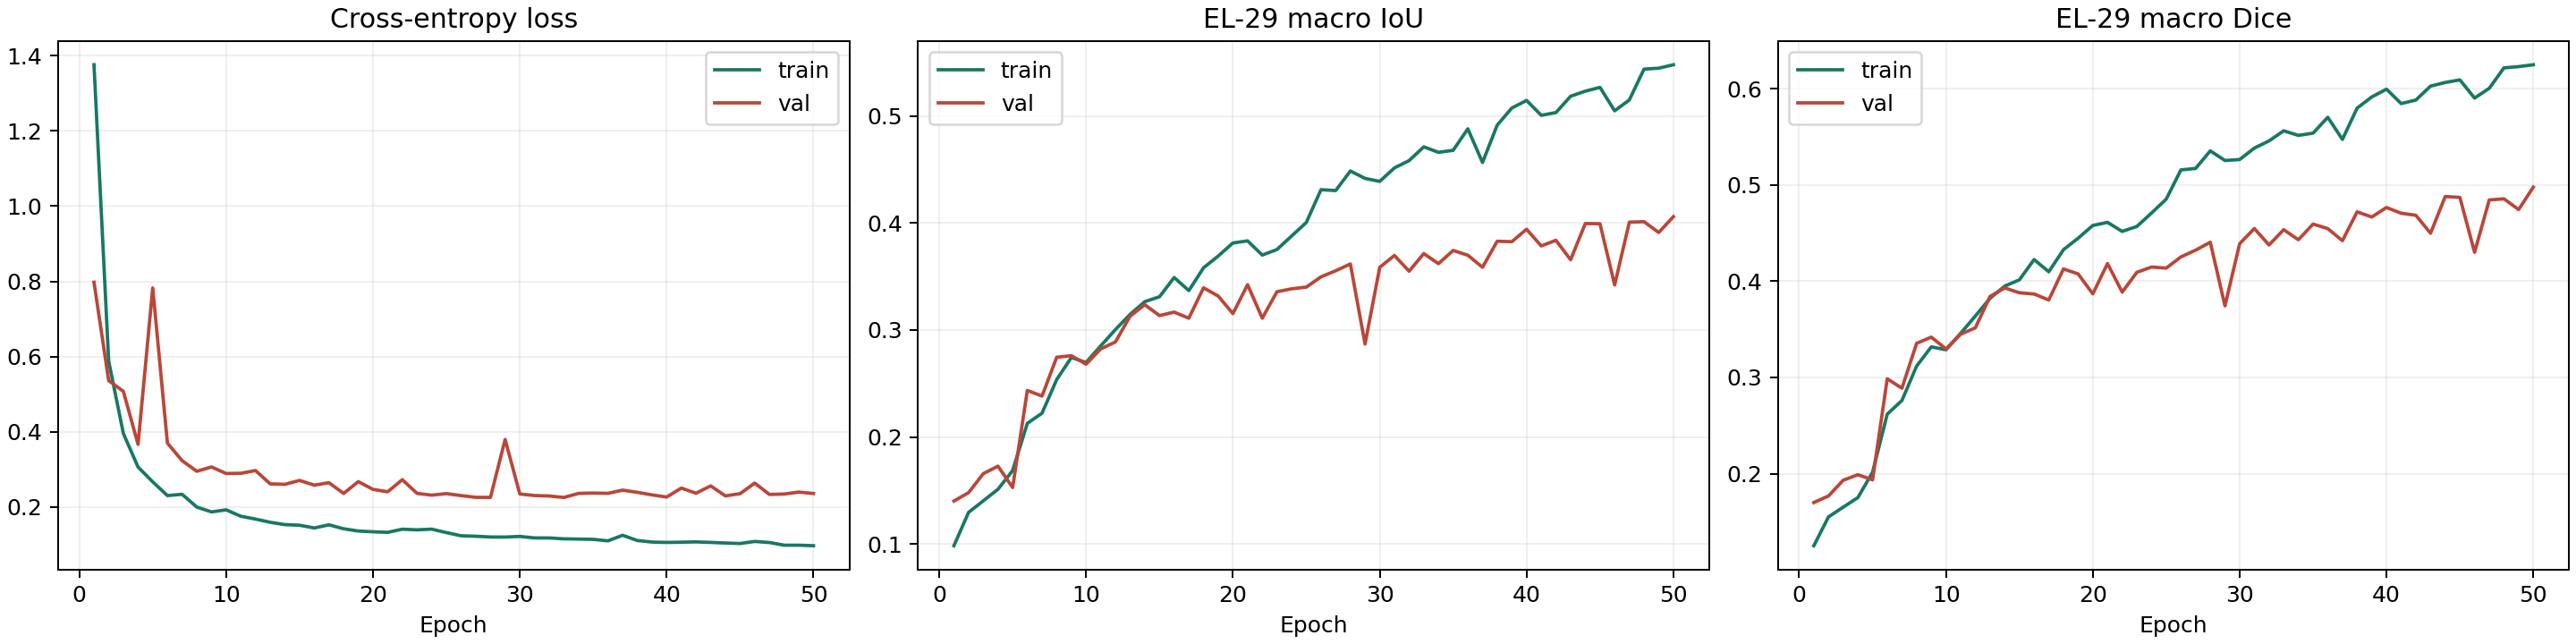 Cross-entropy loss
1.4
1.2
1.0
0.8
0.6
0.4
0.2
train
val
0 10 20 30 40 50
Epoch
EL-29 macro IoU
0.5
0.4
0.3
0.2
0.1
train
val
0 10 20 30 40 50
Epoch
EL-29 macro Dice
0.6
0.5
0.4
0.3
0.2
train
val
0 10 20 30 40 50
Epoch